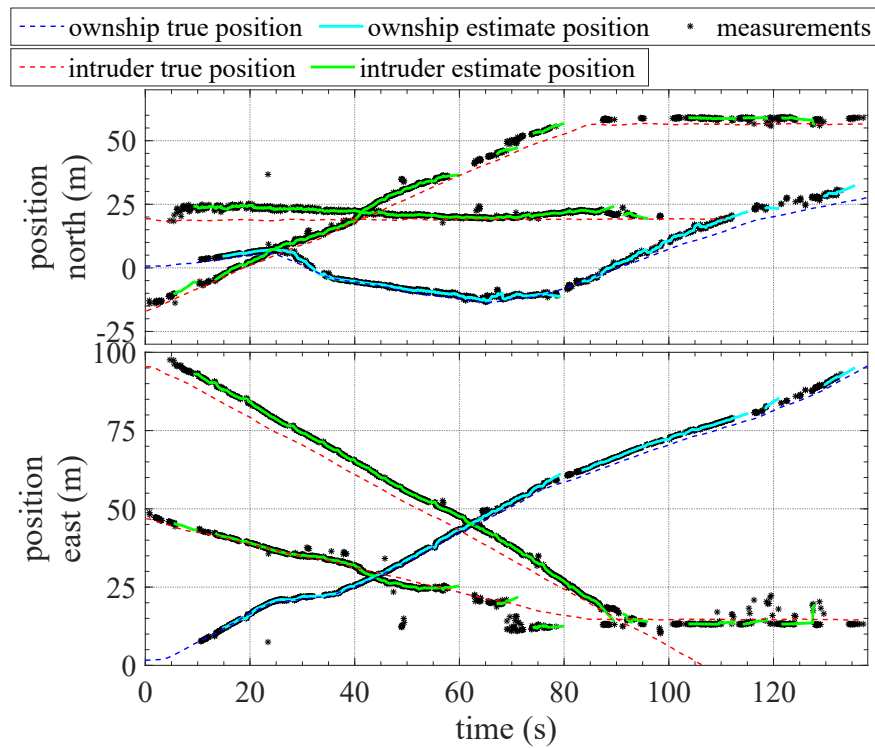 ownship true position ownship estimate position measurements
intruder true position intruder estimate position
position
north (m)
50
25
0
-25
position
east (m)
100
75
50
25
0
0 20 40 60 80 100 120
time (s)